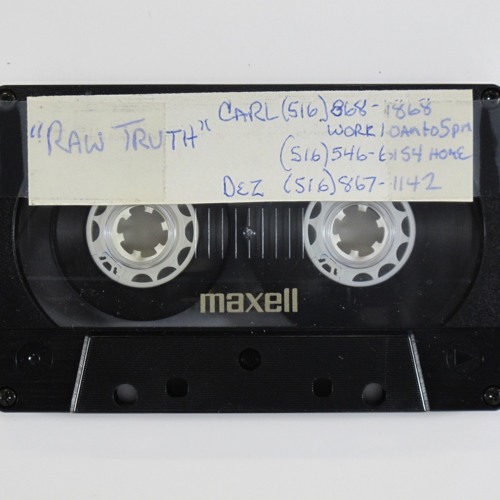 "RAW TRUTH"
CARL (516) 868-1868
WORK 10AM to 5pm
(516) 546-6154 HOME
DEZ (516) 867-1142
maxell